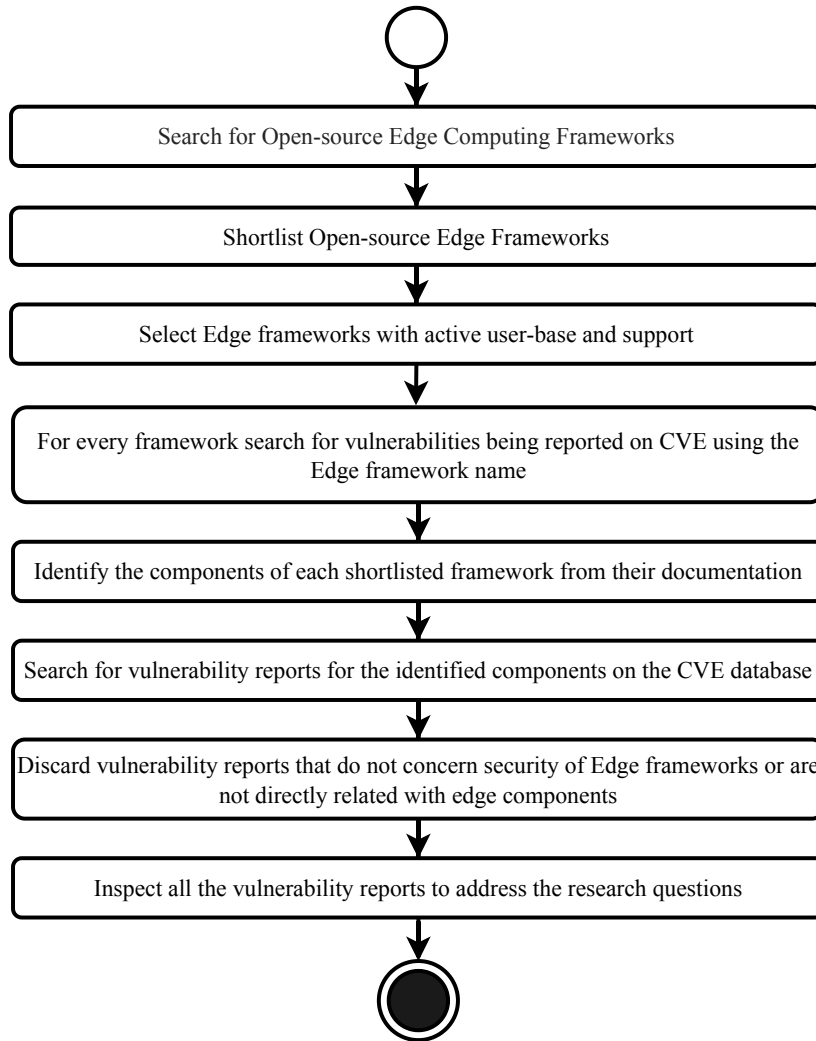 Search for Open-source Edge Computing Frameworks
Shortlist Open-source Edge Frameworks
Select Edge frameworks with active user-base and support
For every framework search for vulnerabilities being reported on CVE using the
Edge framework name
Identify the components of each shortlisted framework from their documentation
Search for vulnerability reports for the identified components on the CVE database
Discard vulnerability reports that do not concern security of Edge frameworks or are
not directly related with edge components
Inspect all the vulnerability reports to address the research questions